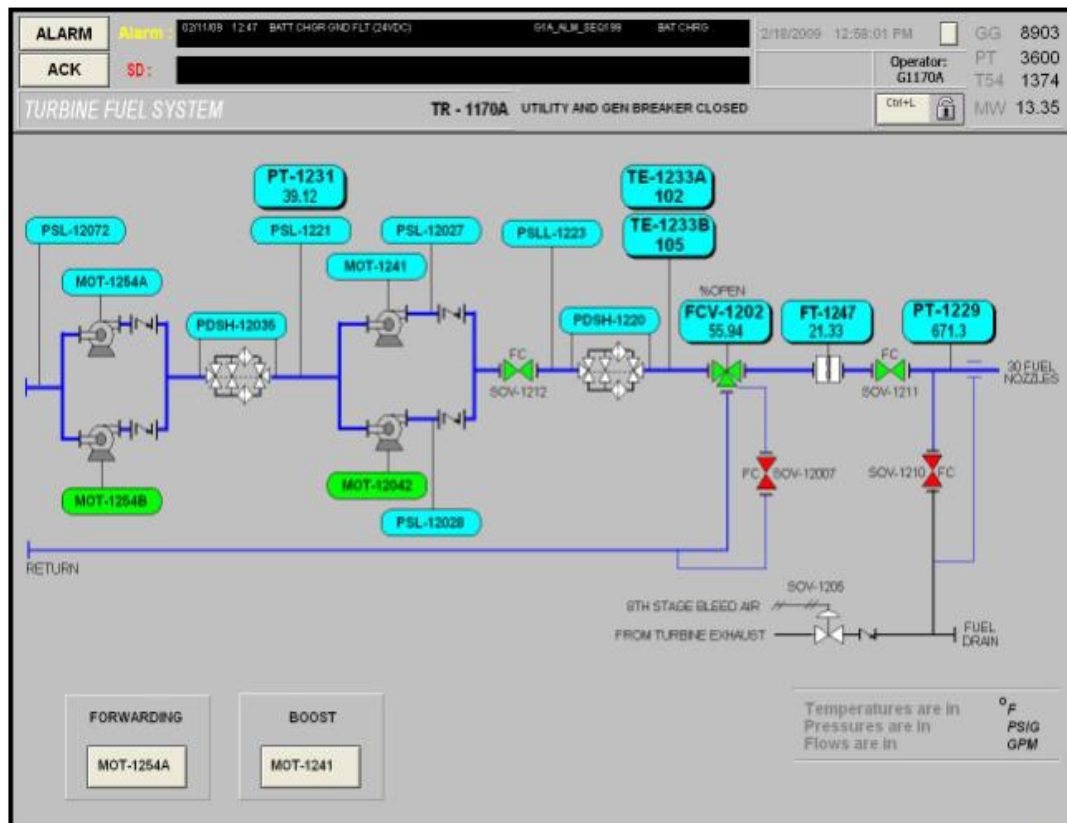 ALARM
Alarm :
02/11/09 12:47 BATT CHGR GND FLT (24VDC) G1A_ALM_SEQ199 BAT CHRG
2/18/2009 12:58:01 PM
GG 8903
ACK
SD :
Operator:
G1170A
PT 3600
T54 1374
TURBINE FUEL SYSTEM
TR - 1170A UTILITY AND GEN BREAKER CLOSED
Ctrl+L
MW 13.35
PT-1231
39.12
TE-1233A
102
PSL-12072
PSL-1221
PSL-12027
PSLL-1223
TE-1233B
105
MOT-1254A
MOT-1241
%OPEN
PDSH-12035
PDSH-1220
FCV-1202
55.94
FT-1247
21.33
PT-1229
671.3
FC
SOV-1212
FC
SOV-1211
30 FUEL
NOZZLES
MOT-1254B
MOT-12042
PSL-12028
FC SOV-12007
SOV-1210 FC
RETURN
SOV-1205
8TH STAGE BLEED AIR
FROM TURBINE EXHAUST
FUEL
DRAIN
FORWARDING
MOT-1254A
BOOST
MOT-1241
Temperatures are in °F
Pressures are in PSIG
Flows are in GPM